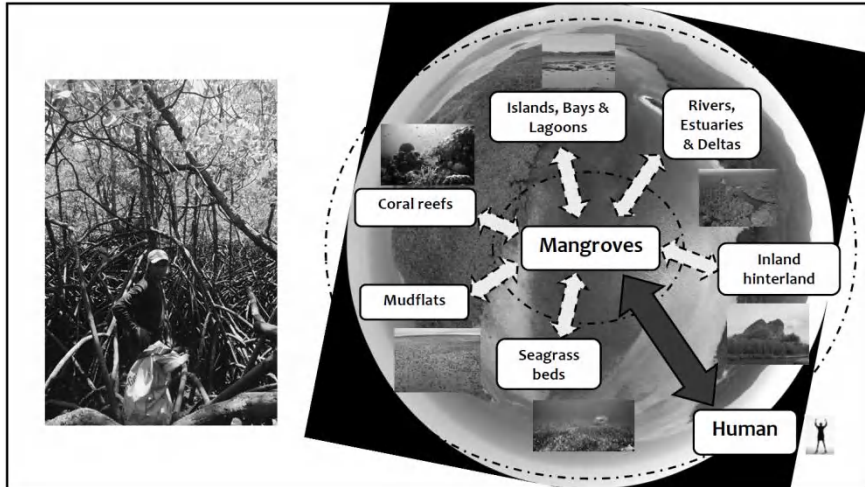 Islands, Bays &
Lagoons
Rivers,
Estuaries
& Deltas
Coral reefs
Mangroves
Inland
hinterland
Mudflats
Seagrass
beds
Human